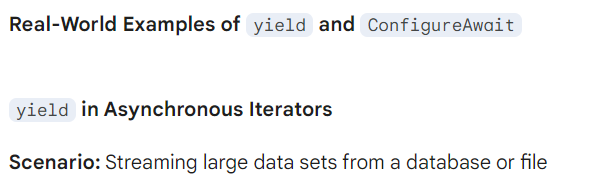 Real-World Examples of yield and ConfigureAwait
yield in Asynchronous Iterators
Scenario: Streaming large data sets from a database or file